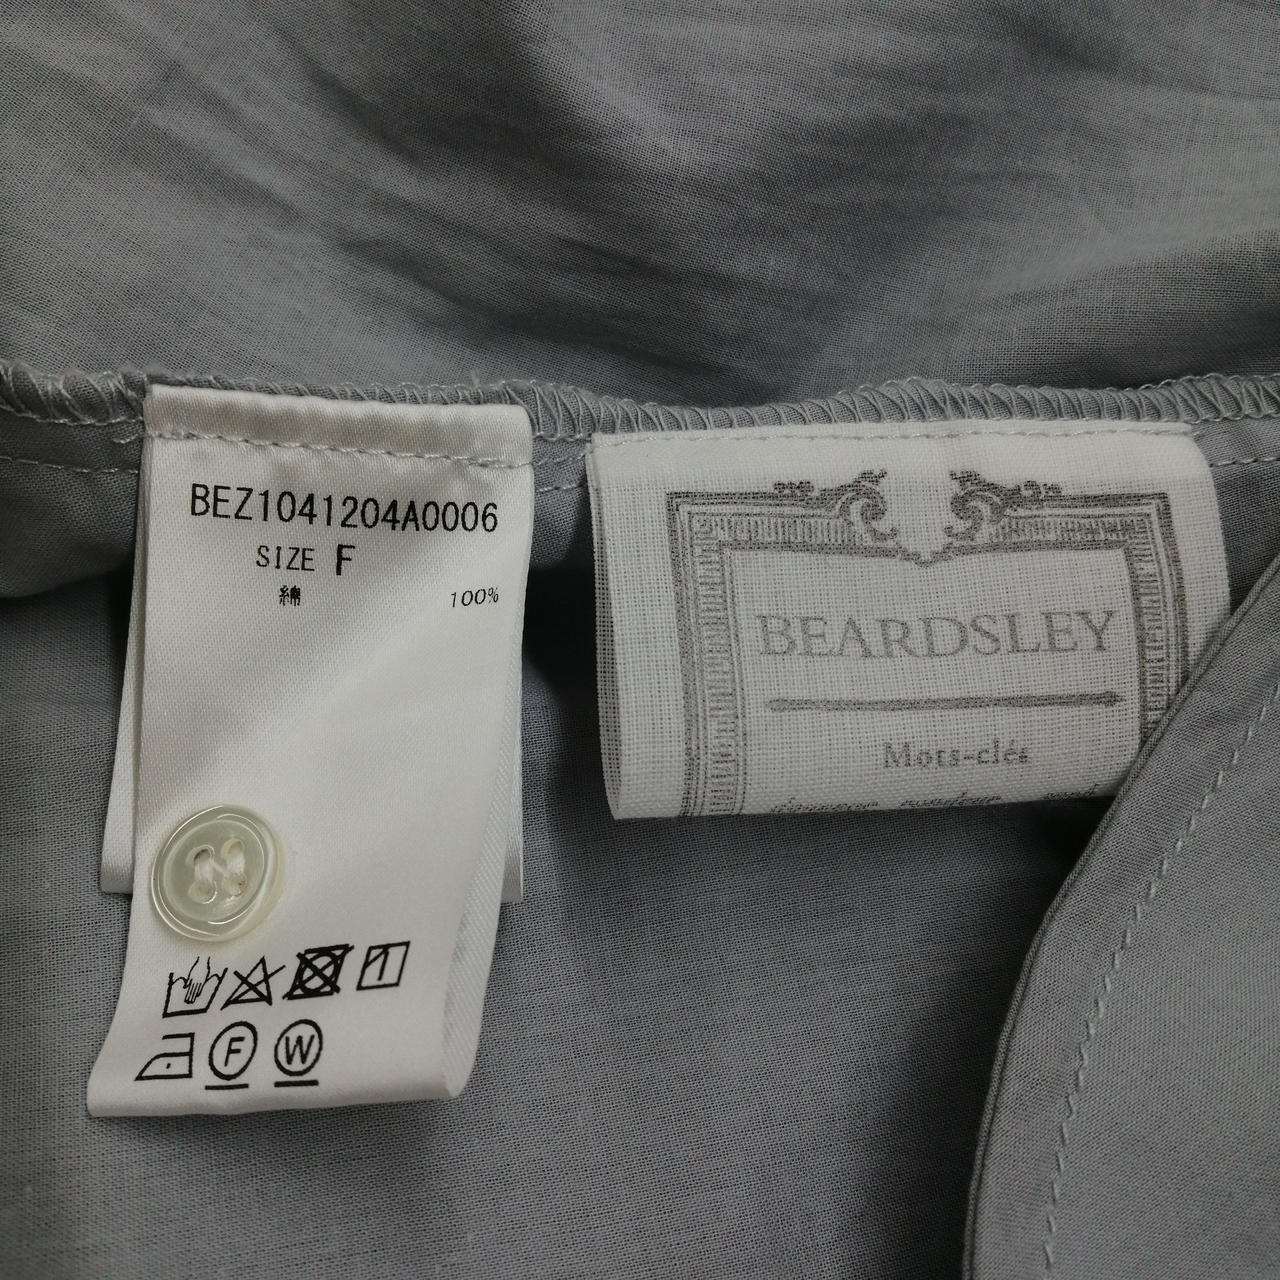 BEZ1041204A0006
SIZE F
綿 100%
F W
BEARDSLEY
Mots-clés